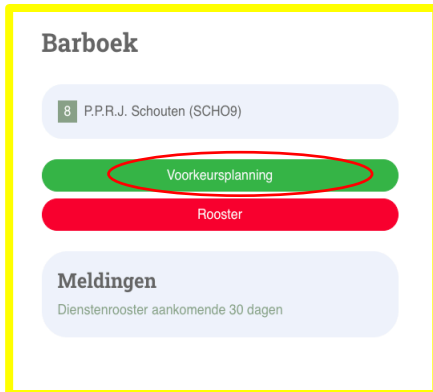 Barboek
8 P.P.R.J. Schouten (SCHO9)
Voorkeursplanning
Rooster
Meldingen
Dienstenrooster aankomende 30 dagen